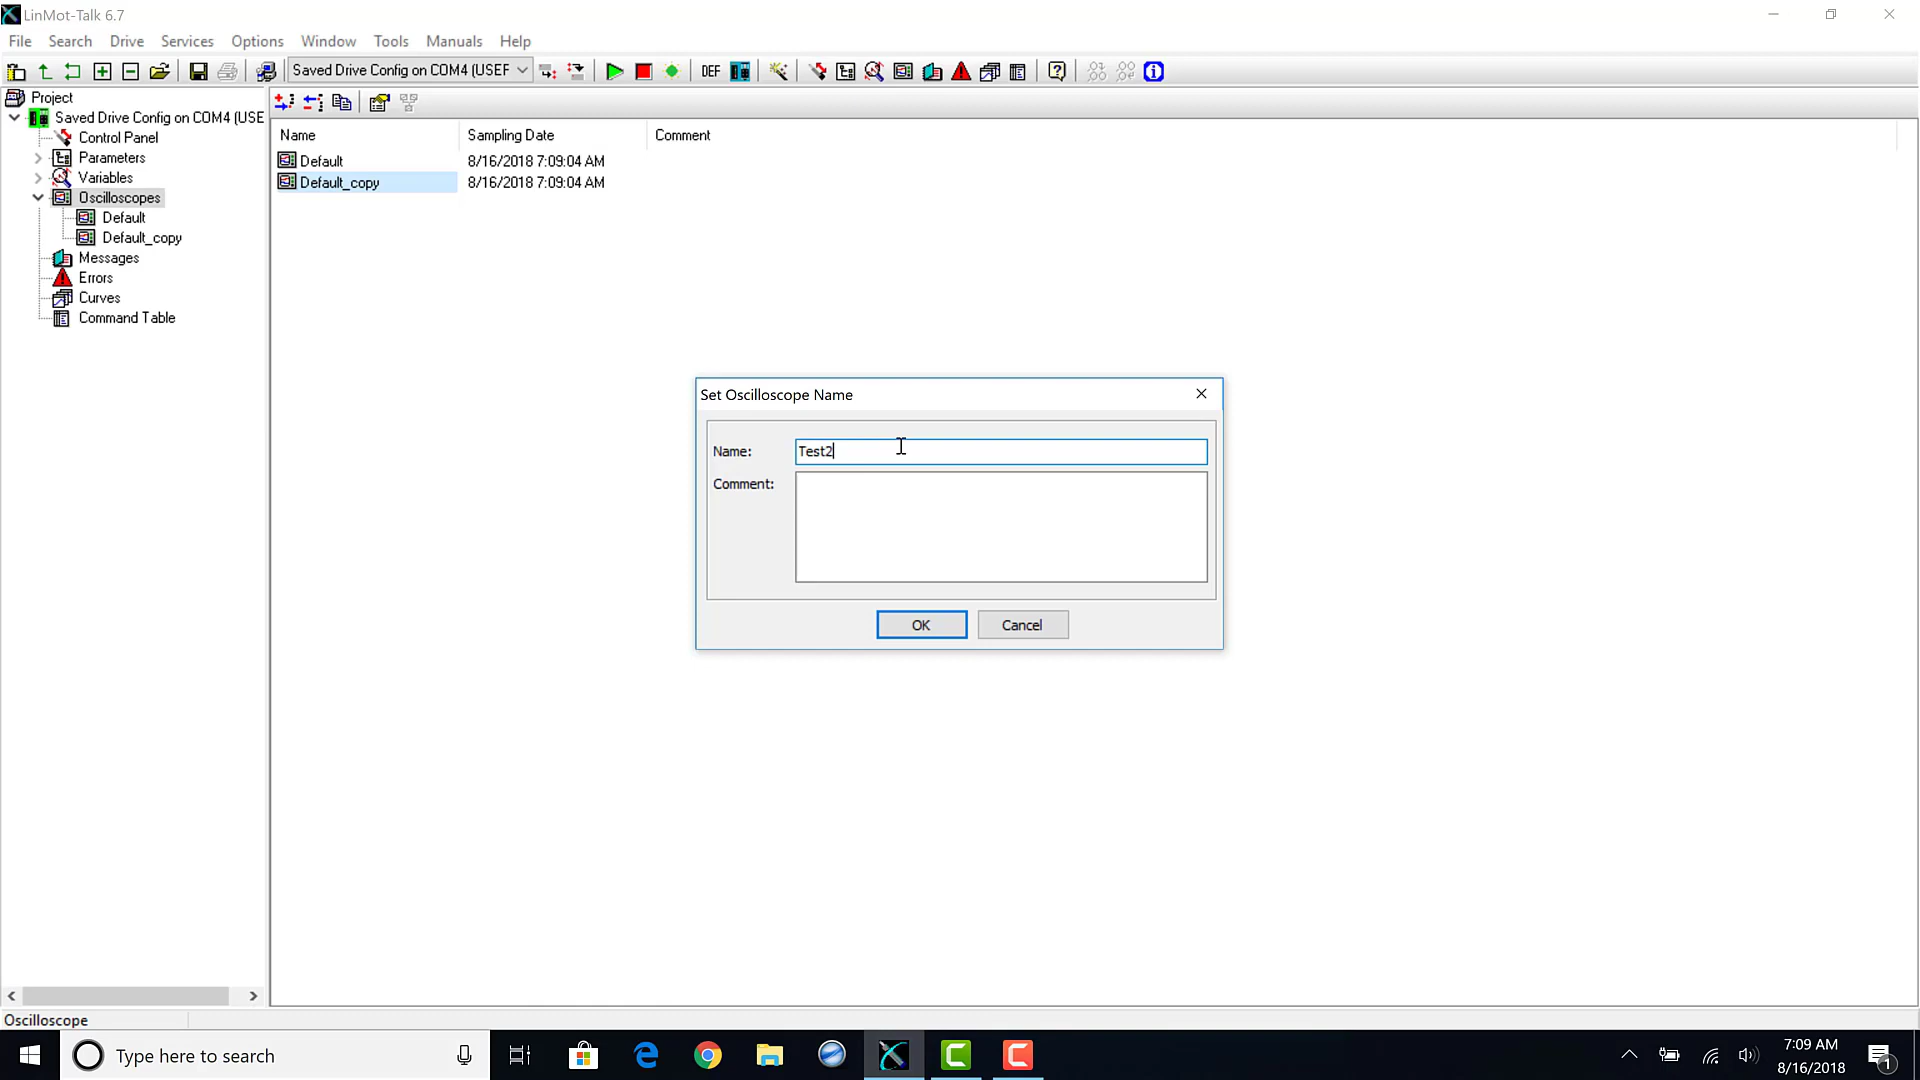 LinMot-Talk 6.7
File Search Drive Services Options Window Tools Manuals Help
Saved Drive Config on COM4 (USEF DEF
Project
Saved Drive Config on COM4 (USE
Control Panel
Parameters
Variables
Oscilloscopes
Default
Default_copy
Messages
Errors
Curves
Command Table
Name Sampling Date Comment
Default 8/16/2018 7:09:04 AM
Default_copy 8/16/2018 7:09:04 AM
Set Oscilloscope Name
Name: Test2
Comment:
OK Cancel
Oscilloscope
Type here to search
7:09 AM
8/16/2018
1